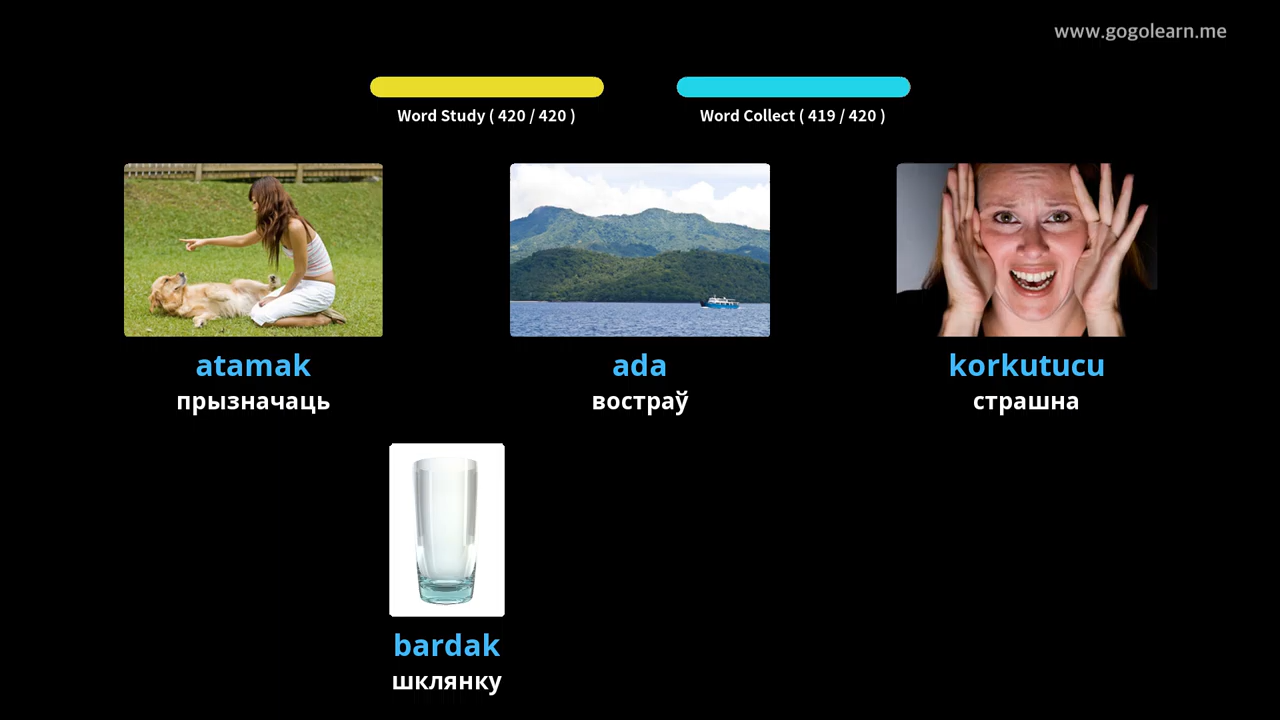 www.gogolearn.me
Word Study ( 420 / 420 )
Word Collect ( 419 / 420 )
atamak
прызначаць
ada
востраў
korkutucu
страшна
bardak
шклянку